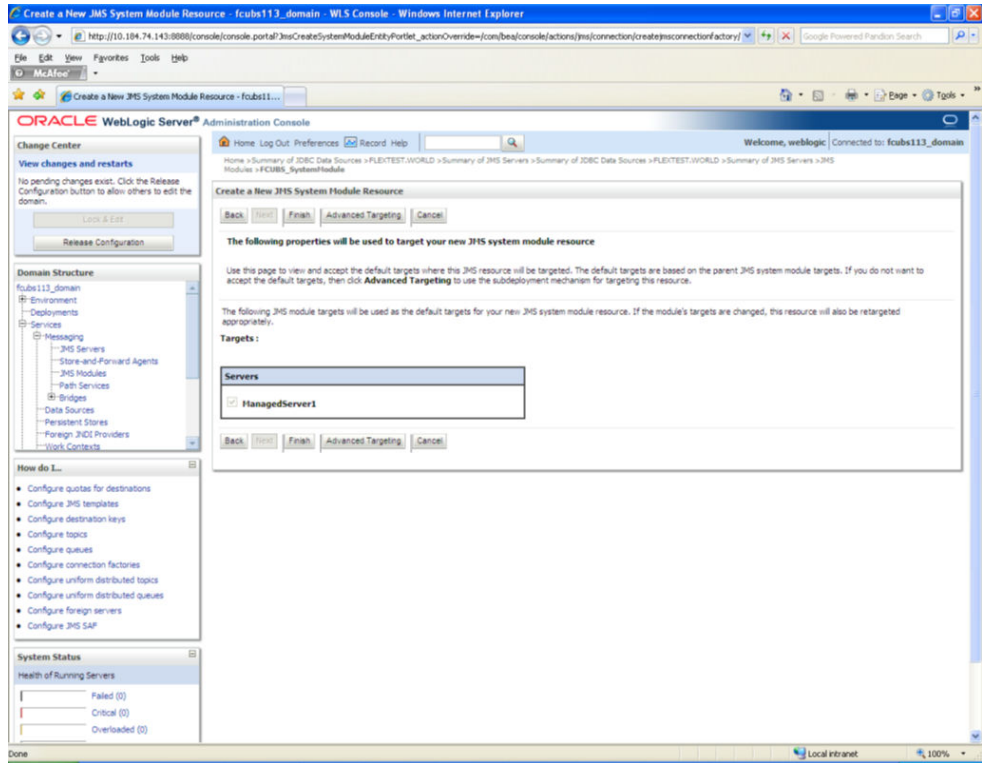 Create a New JMS System Module Resource - fcubs113_domain - WLS Console - Windows Internet Explorer
http://10.184.74.143:8888/console/console.portal?JmsCreateSystemModuleEntityPortlet_actionOverride=/com/bea/console/actions/jms/connection/createjmsconnectionfactory/
Google Powered Pandion Search
File Edit View Favorites Tools Help
McAfee
Create a New JMS System Module Resource - fcubs11...
Page Tools
ORACLE WebLogic Server® Administration Console
Change Center
View changes and restarts
No pending changes exist. Click the Release
Configuration button to allow others to edit the
domain.
Lock & Edit
Release Configuration
Domain Structure
fcubs113_domain
Environment
Deployments
Services
Messaging
JMS Servers
Store-and-Forward Agents
JMS Modules
Path Services
Bridges
Data Sources
Persistent Stores
Foreign JNDI Providers
Work Contexts
How do I...
Configure quotas for destinations
Configure JMS templates
Configure destination keys
Configure topics
Configure queues
Configure connection factories
Configure uniform distributed topics
Configure uniform distributed queues
Configure foreign servers
Configure JMS SAF
System Status
Health of Running Servers
Failed (0)
Critical (0)
Overloaded (0)
Home Log Out Preferences Record Help
Welcome, weblogic Connected to: fcubs113_domain
Home >Summary of JDBC Data Sources >FLEXTEST.WORLD >Summary of JMS Servers >Summary of JDBC Data Sources >FLEXTEST.WORLD >Summary of JMS Servers >JMS
Modules >FCUBS_SystemModule
Create a New JMS System Module Resource
Back Next Finish Advanced Targeting Cancel
The following properties will be used to target your new JMS system module resource
Use this page to view and accept the default targets where this JMS resource will be targeted. The default targets are based on the parent JMS system module targets. If you do not want to
accept the default targets, then click Advanced Targeting to use the subdeployment mechanism for targeting this resource.
The following JMS module targets will be used as the default targets for your new JMS system module resource. If the module's targets are changed, this resource will also be retargeted
appropriately.
Targets :
Servers
ManagedServer1
Back Next Finish Advanced Targeting Cancel
Done
Local intranet
100%